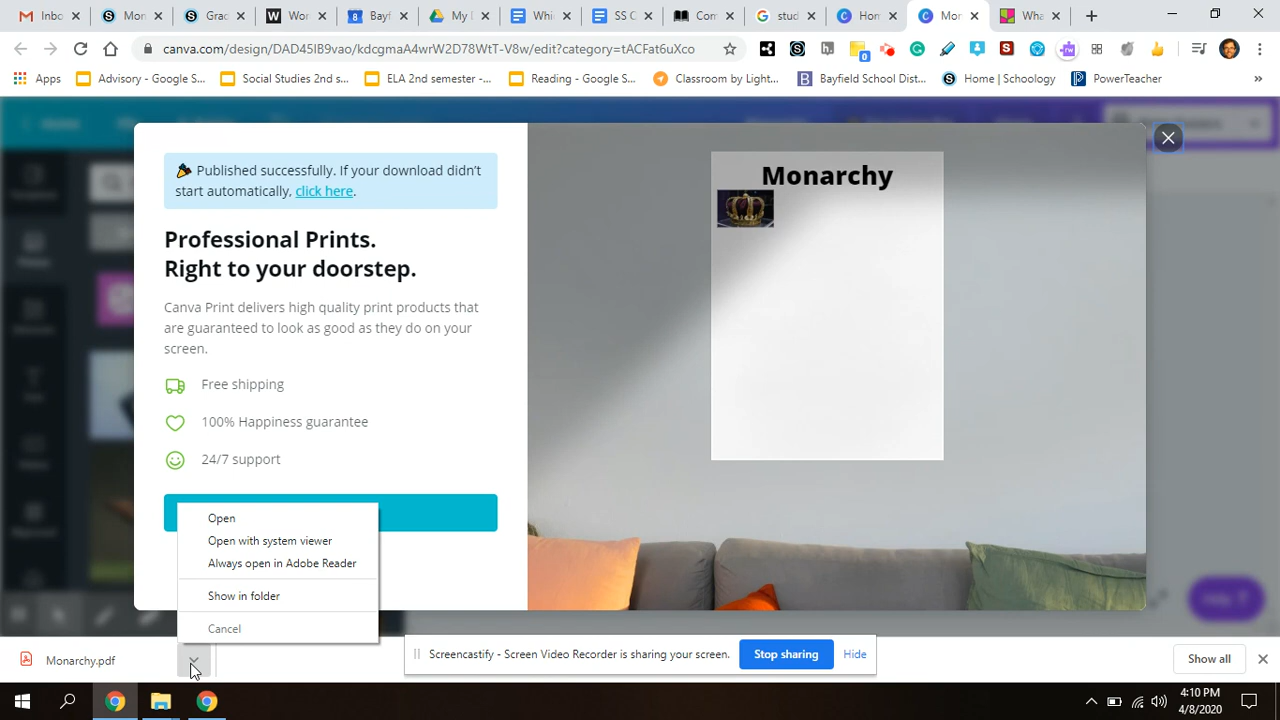 Inbo
Mon
Grad
Wor
Bayf
My D
Whi
SS C
Com
stud
Hon
Mon
Wha
canva.com/design/DAD45IB9vao/kdcgmaA4wrW2D78WtT-V8w/edit?category=tACFat6uXco
0
Apps
Advisory - Google S...
Social Studies 2nd s...
ELA 2nd semester -...
Reading - Google S...
Classroom by Light...
Bayfield School Dist...
Home | Schoology
PowerTeacher
»
Published successfully. If your download didn't
start automatically, click here.
Monarchy
Professional Prints.
Right to your doorstep.
Canva Print delivers high quality print products that
are guaranteed to look as good as they do on your
screen.
Free shipping
100% Happiness guarantee
24/7 support
Open
Open with system viewer
Always open in Adobe Reader
Show in folder
Cancel
Monarchy.pdf
Screencastify - Screen Video Recorder is sharing your screen.
Stop sharing
Hide
Show all
4:10 PM
4/8/2020